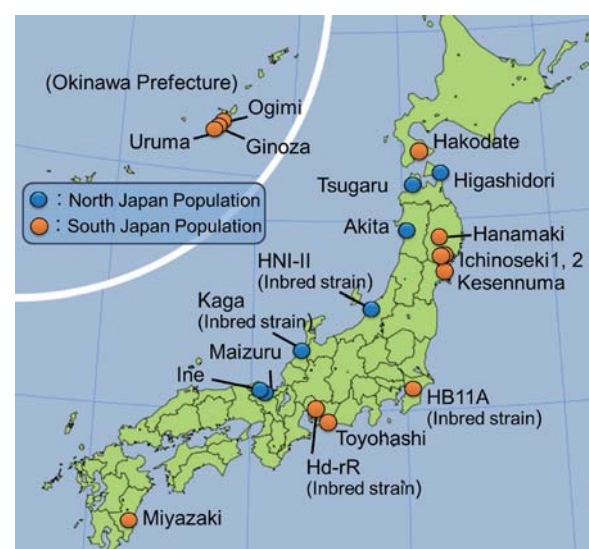 (Okinawa Prefecture)
Ogimi
Uruma
Ginoza
Hakodate
Tsugaru
Higashidori
: North Japan Population
: South Japan Population
Akita
Hanamaki
HNI-II
(Inbred strain)
Ichinoseki1, 2
Kesennuma
Kaga
(Inbred strain)
Maizuru
Ine
HB11A
(Inbred strain)
Toyohashi
Hd-rR
(Inbred strain)
Miyazaki